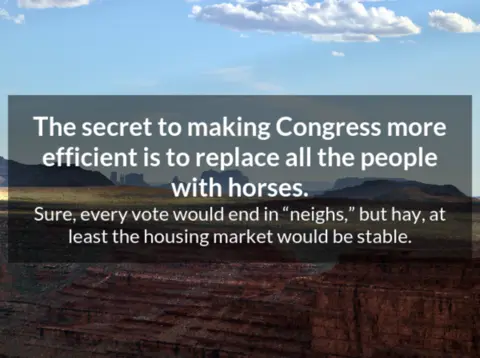 The secret to making Congress more
efficient is to replace all the people
with horses.
Sure, every vote would end in “neighs,” but hay, at
least the housing market would be stable.